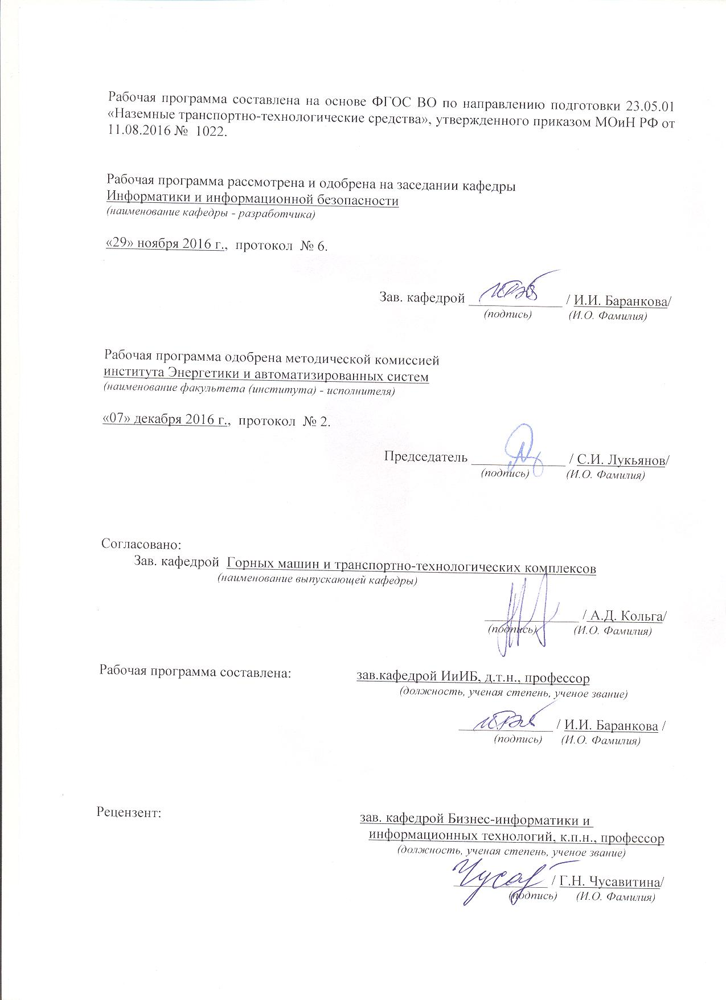 Рабочая программа составлена на основе ФГОС ВО по направлению подготовки 23.05.01
«Наземные транспортно-технологические средства», утвержденного приказом МОиН РФ от
11.08.2016 № 1022.
Рабочая программа рассмотрена и одобрена на заседании кафедры
Информатики и информационной безопасности
(наименование кафедры - разработчика)
«29» ноября 2016 г., протокол № 6.
Зав. кафедрой _____________ / И.И. Баранкова/
(подпись) (И.О. Фамилия)
Рабочая программа одобрена методической комиссией
института Энергетики и автоматизированных систем
(наименование факультета (института) - исполнителя)
«07» декабря 2016 г., протокол № 2.
Председатель _____________ / С.И. Лукьянов/
(подпись) (И.О. Фамилия)
Согласовано:
Зав. кафедрой Горных машин и транспортно-технологических комплексов
(наименование выпускающей кафедры)
_____________ / А.Д. Кольга/
(подпись) (И.О. Фамилия)
Рабочая программа составлена: зав.кафедрой ИиИБ, д.т.н., профессор
(должность, ученая степень, ученое звание)
_____________ / И.И. Баранкова /
(подпись) (И.О. Фамилия)
Рецензент: зав. кафедрой Бизнес-информатики и
информационных технологий, к.п.н., профессор
(должность, ученая степень, ученое звание)
_____________ / Г.Н. Чусавитина/
(подпись) (И.О. Фамилия)